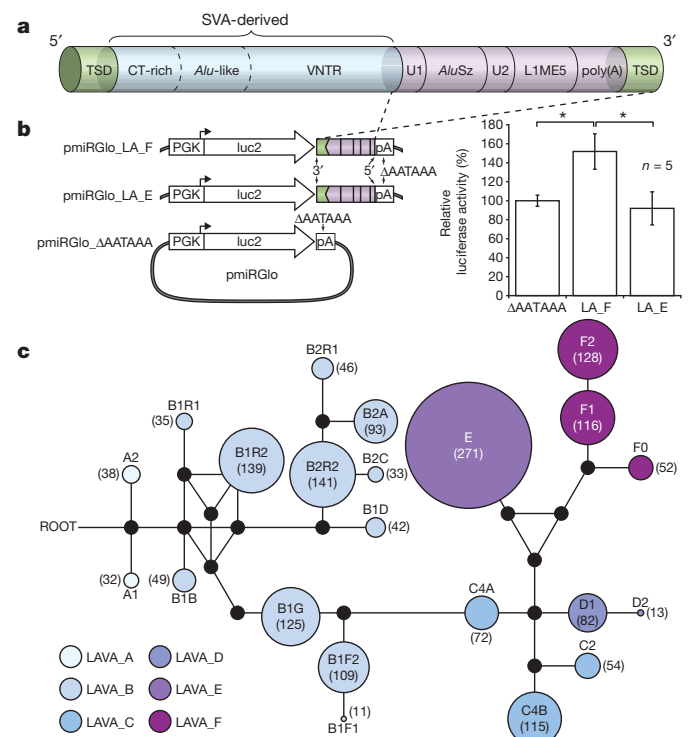 a
SVA-derived
5′ 3′
TSD CT-rich Alu-like VNTR U1 AluSz U2 L1ME5 poly(A) TSD
b
pmiRGlo_LA_F PGK luc2 pA
3′ 5′ ΔAATAAA
pmiRGlo_LA_E PGK luc2 pA
ΔAATAAA
pmiRGlo_ΔAATAAA PGK luc2 pA
pmiRGlo
Relative
luciferase activity (%)
180
160
140
120
100
80
60
40
20
0
* *
n = 5
ΔAATAAA LA_F LA_E
c
B2R1
(46)
B1R1
(35)
B2A
(93)
B1R2
(139)
A2
(38)
B2R2
(141)
B2C
(33)
ROOT
B1D
(42)
(32)
A1
(49)
B1B
E
(271)
F2
(128)
F1
(116)
F0
(52)
B1G
(125)
B1F2
(109)
(11)
B1F1
C4A
(72)
D1
(82)
D2
(13)
C2
(54)
C4B
(115)
LAVA_A LAVA_D
LAVA_B LAVA_E
LAVA_C LAVA_F